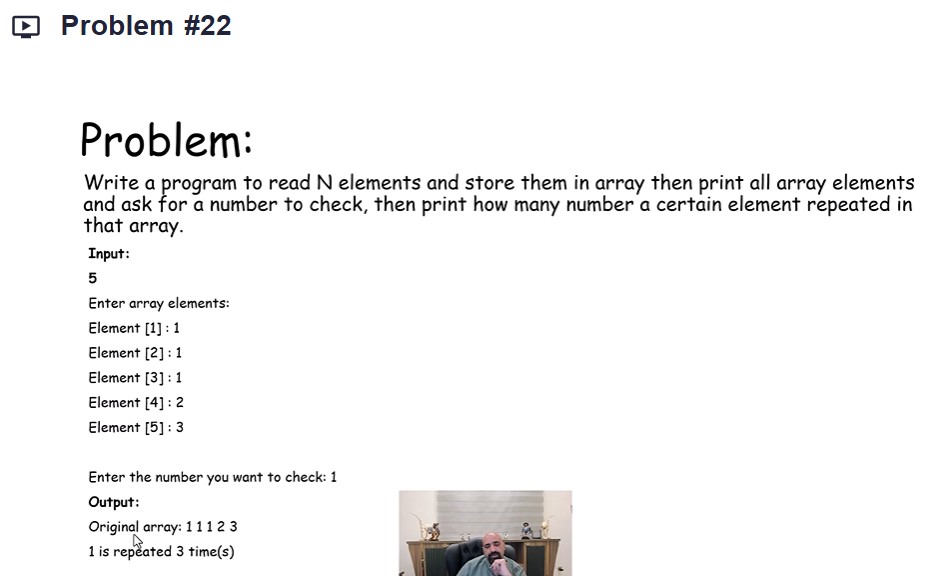 Problem #22
Problem:
Write a program to read N elements and store them in array then print all array elements
and ask for a number to check, then print how many number a certain element repeated in
that array.
Input:
5
Enter array elements:
Element [1] : 1
Element [2] : 1
Element [3] : 1
Element [4] : 2
Element [5] : 3
Enter the number you want to check: 1
Output:
Original array: 1 1 1 2 3
1 is repeated 3 time(s)